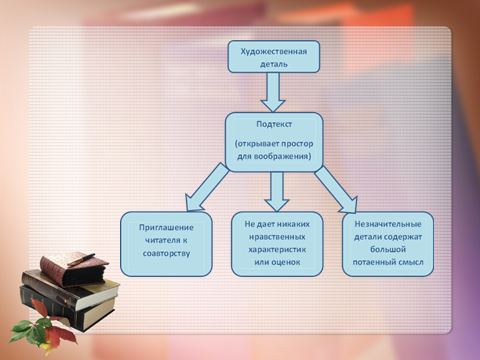 Художественная
деталь
Подтекст
(открывает простор
для воображения)
Приглашение
читателя к
соавторству
Не дает никаких
нравственных
характеристик
или оценок
Незначительные
детали содержат
большой
потаенный смысл